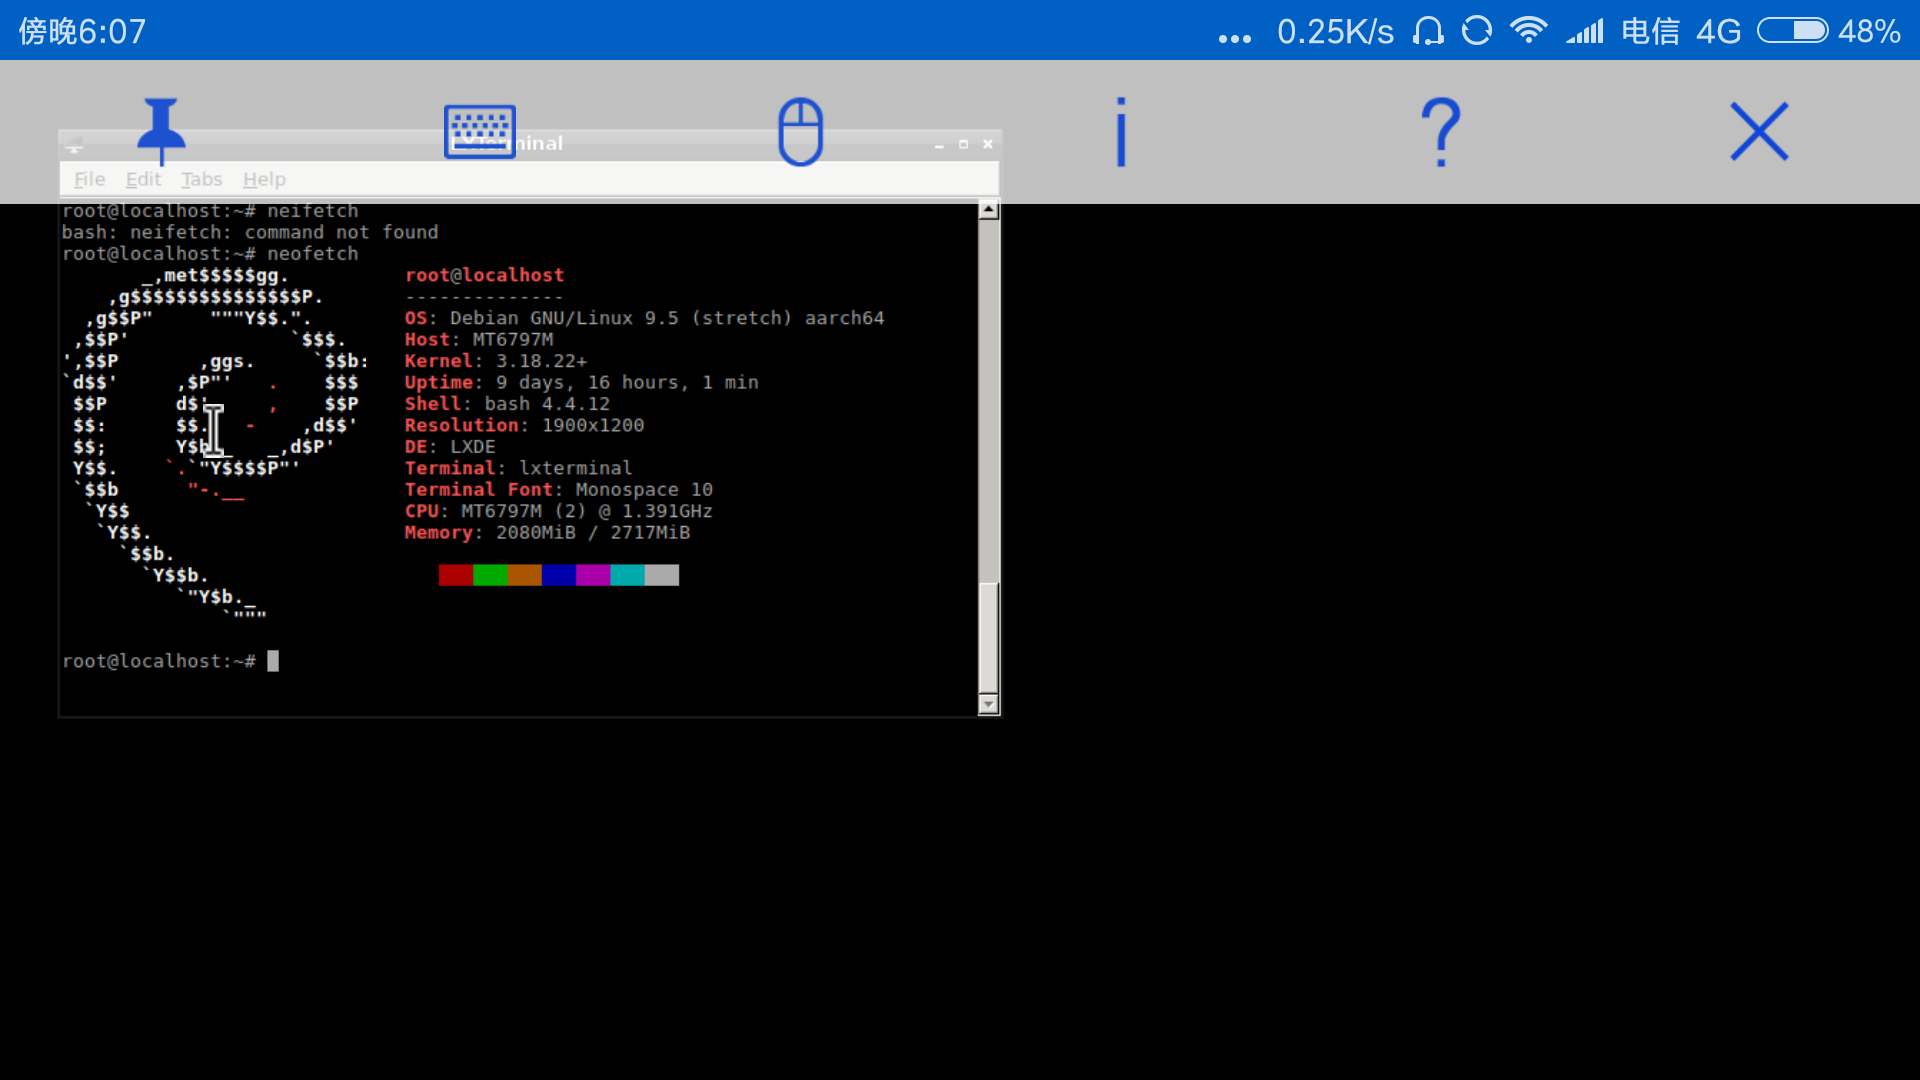 傍晚6:07
... 0.25K/s 电信 4G 48%
LXTerminal
File Edit Tabs Help
root@localhost:~# neifetch
bash: neifetch: command not found
root@localhost:~# neofetch
_,met$$$$$gg. root@localhost
,g$$$$$$$$$$$$$$$P. --------------
,g$$P" """Y$$.". OS: Debian GNU/Linux 9.5 (stretch) aarch64
,$$P' `$$$. Host: MT6797M
',$$P ,ggs. `$$b: Kernel: 3.18.22+
`d$$' ,$P"' . $$$ Uptime: 9 days, 16 hours, 1 min
$$P d$' , $$P Shell: bash 4.4.12
$$: $$. - ,d$$' Resolution: 1900x1200
$$; Y$b._ _,d$P' DE: LXDE
Y$$. `.`"Y$$$$P"' Terminal: lxterminal
`$$b "-.__ Terminal Font: Monospace 10
`Y$$ CPU: MT6797M (2) @ 1.391GHz
`Y$$. Memory: 2080MiB / 2717MiB
`$$b.
`Y$$b.
`"Y$b._
`"""
root@localhost:~#